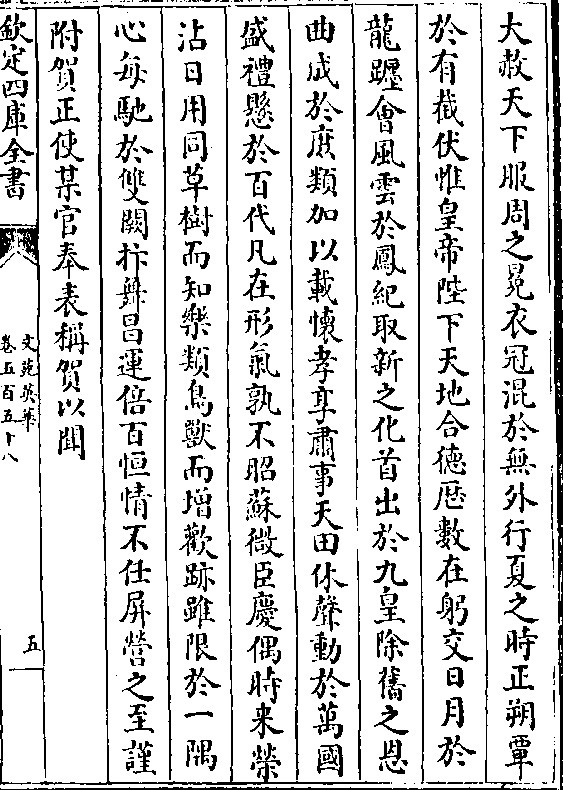 大赦天下服周之冕衣冠混於無外行夏之時正朔覃
於有截伏惟皇帝陛下天地合德厯數在躬交日月於
龍躔會風雲於鳳紀取新之化首出於九皇除舊之恩
曲成於庶類加以載懷孝享肅事天田休聲動於萬國
盛禮懸於百代凡在形氣孰不昭蘇微臣慶偶時来榮
沾日用同草樹而知樂類鳥獸而增歡跡雖限於一隅
心每馳於雙闕抃舞昌運倍百恒情不任屏營之至謹
附賀正使某官奉表稱賀以聞
欽定四庫全書
文苑英華
卷五百五十八
五